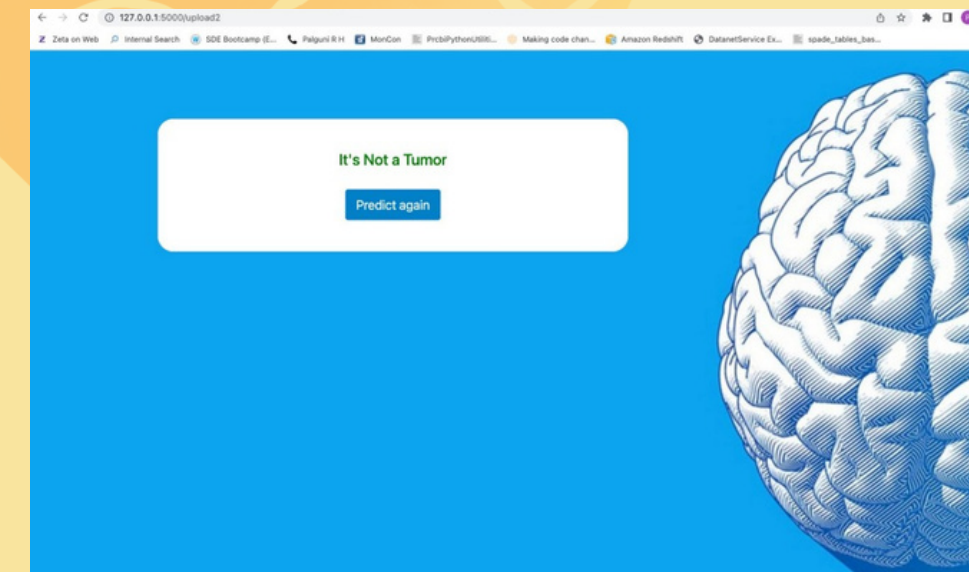 127.0.0.1:5000/upload2
Z Zeta on Web Internal Search SDE Bootcamp (E... Palguni R H MonCon PrcbiPythonUtiliti... Making code chan... Amazon Redshift DatanetService Ex... spade_tables_bas...
It's Not a Tumor
Predict again